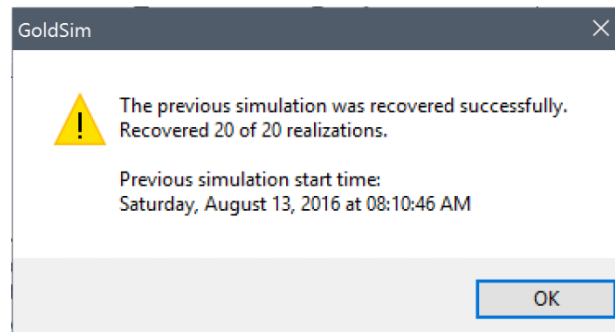 GoldSim
The previous simulation was recovered successfully.
Recovered 20 of 20 realizations.
Previous simulation start time:
Saturday, August 13, 2016 at 08:10:46 AM
OK